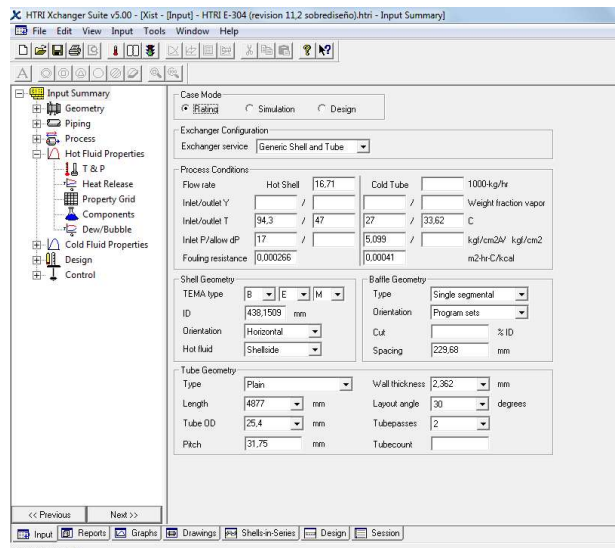 HTRI Xchanger Suite v5.00 - [Xist - [Input] - HTRI E-304 (revision 11,2 sobrediseño).htri - Input Summary]
File Edit View Input Tools Window Help
Input Summary
Geometry
Piping
Process
Hot Fluid Properties
T & P
Heat Release
Property Grid
Components
Dew/Bubble
Cold Fluid Properties
Design
Control
<< Previous Next >>
Case Mode
Rating Simulation Design
Exchanger Configuration
Exchanger service Generic Shell and Tube
Process Conditions
Flow rate Hot Shell 16,71 Cold Tube 1000-kg/hr
Inlet/outlet Y / / Weight fraction vapor
Inlet/outlet T 94,3 / 47 27 / 33,62 C
Inlet P/allow dP 17 / 5,099 / kgf/cm2A/ kgf/cm2
Fouling resistance 0,000266 0,00041 m2-hr-C/kcal
Shell Geometry
TEMA type B E M
ID 438,1509 mm
Orientation Horizontal
Hot fluid Shellside
Baffle Geometry
Type Single segmental
Orientation Program sets
Cut % ID
Spacing 229,68 mm
Tube Geometry
Type Plain
Length 4877 mm
Tube OD 25,4 mm
Pitch 31,75 mm
Wall thickness 2,362 mm
Layout angle 30 degrees
Tubepasses 2
Tubecount
Input Reports Graphs Drawings Shells-in-Series Design Session